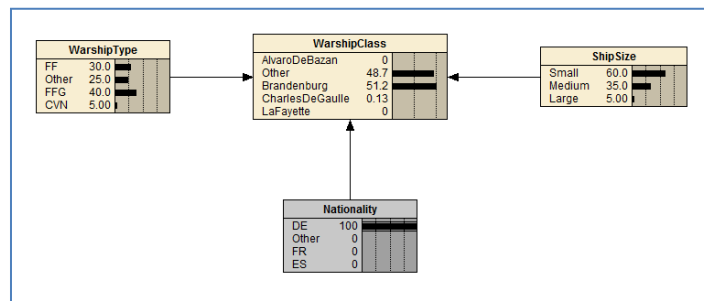 WarshipType
FF 30.0
Other 25.0
FFG 40.0
CVN 5.00
WarshipClass
AlvaroDeBazan 0
Other 48.7
Brandenburg 51.2
CharlesDeGaulle 0.13
LaFayette 0
ShipSize
Small 60.0
Medium 35.0
Large 5.00
Nationality
DE 100
Other 0
FR 0
ES 0